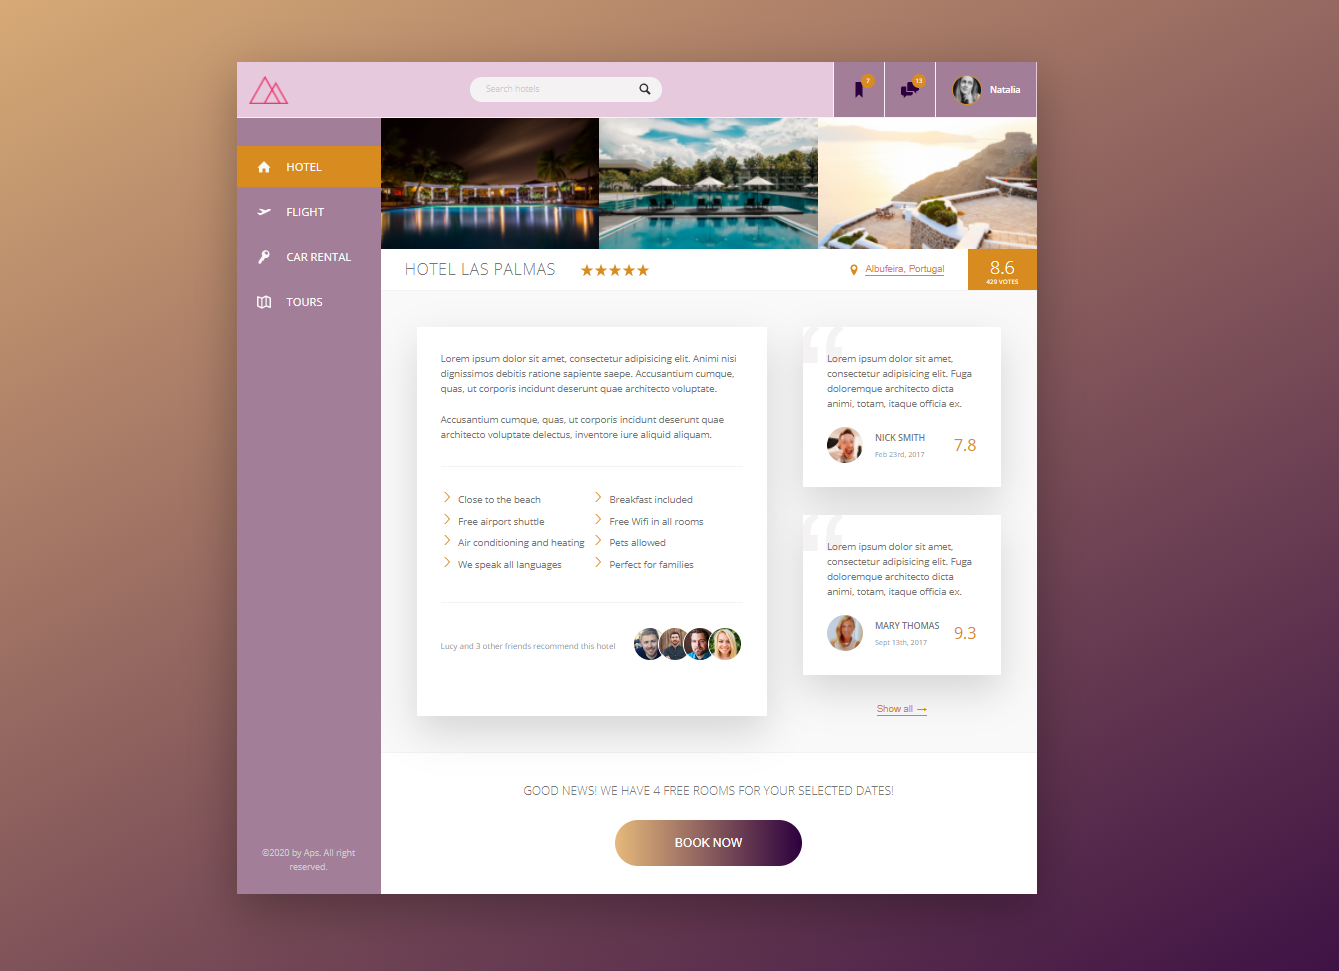 Search hotels
7
13
Natalia
HOTEL
FLIGHT
CAR RENTAL
TOURS
©2020 by Aps. All right
reserved.
HOTEL LAS PALMAS
Albufeira, Portugal
8.6
429 VOTES
Lorem ipsum dolor sit amet, consectetur adipisicing elit. Animi nisi
dignissimos debitis ratione sapiente saepe. Accusantium cumque,
quas, ut corporis incidunt deserunt quae architecto voluptate.
Accusantium cumque, quas, ut corporis incidunt deserunt quae
architecto voluptate delectus, inventore iure aliquid aliquam.
Close to the beach
Breakfast included
Free airport shuttle
Free Wifi in all rooms
Air conditioning and heating
Pets allowed
We speak all languages
Perfect for families
Lucy and 3 other friends recommend this hotel
“
Lorem ipsum dolor sit amet,
consectetur adipisicing elit. Fuga
doloremque architecto dicta
animi, totam, itaque officia ex.
NICK SMITH
Feb 23rd, 2017
7.8
“
Lorem ipsum dolor sit amet,
consectetur adipisicing elit. Fuga
doloremque architecto dicta
animi, totam, itaque officia ex.
MARY THOMAS
Sept 13th, 2017
9.3
Show all →
GOOD NEWS! WE HAVE 4 FREE ROOMS FOR YOUR SELECTED DATES!
BOOK NOW